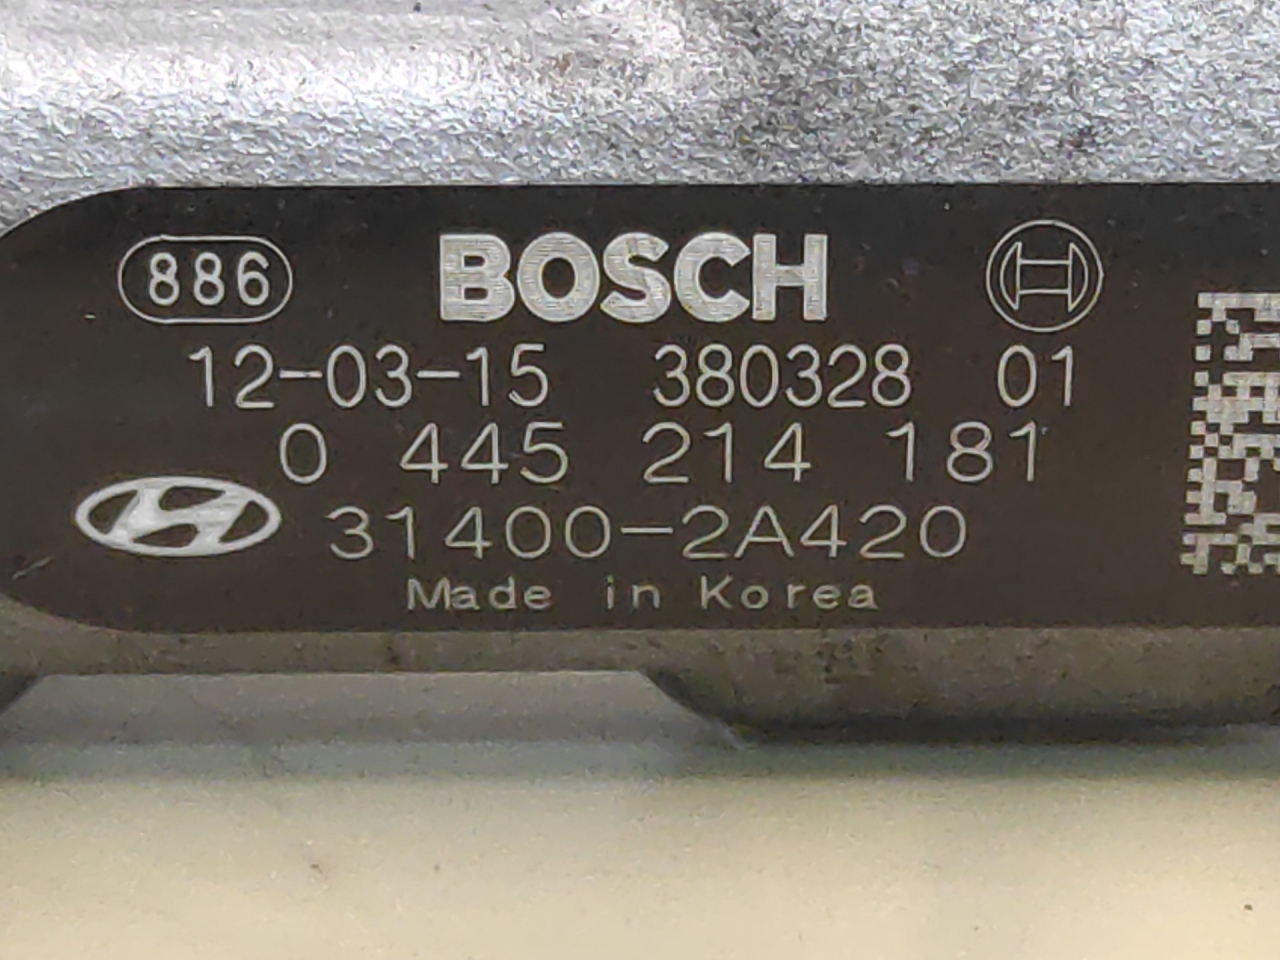 886 BOSCH
12-03-15 380328 01
0 445 214 181
31400-2A420
Made in Korea